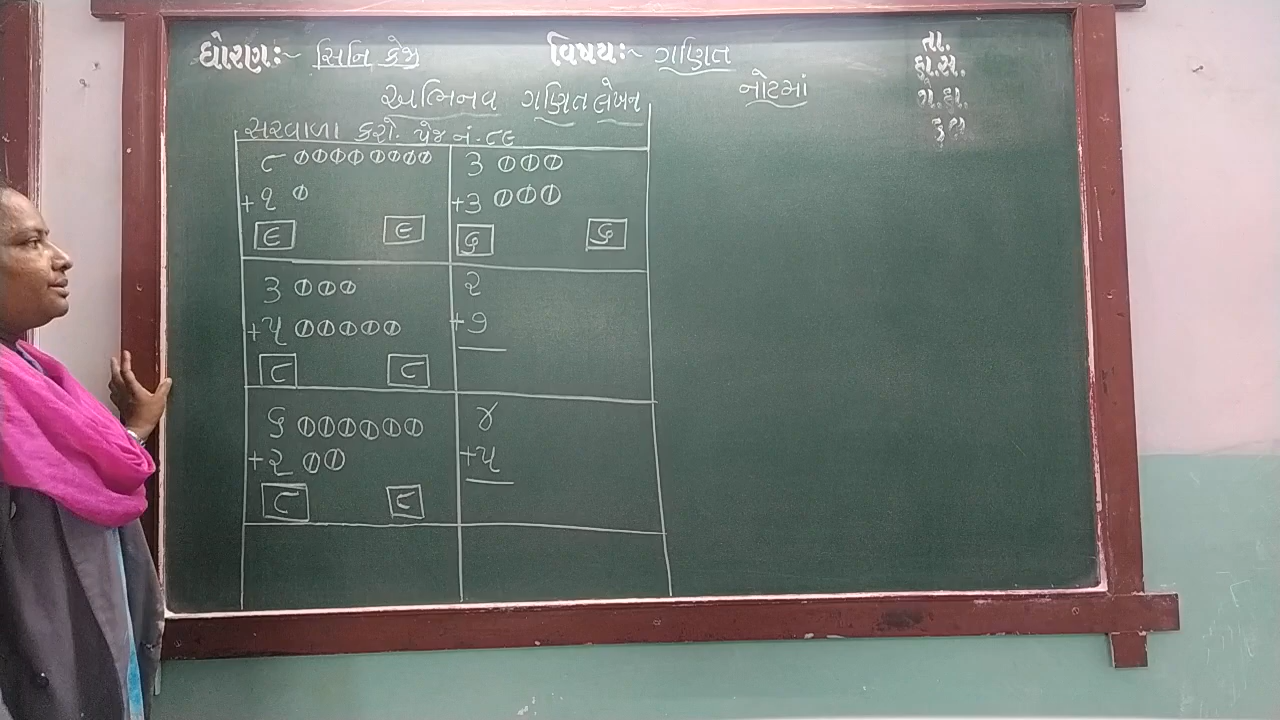 ધોરણઃ- સિનિ કેજી
વિષયઃ- ગણિત
તા.
ફા.સં.
ગે.હા.
કુલ
અભિનવ ગણિત લેખન
નોટમાં
સરવાળા કરો. પેજ નં.-૮૯
૮
+૧
૯ ૯
૩
+૩
૬ ૬
૩
+૫
૮ ૮
૨
+૭
૬
+૨
૮ ૮
૪
+૫